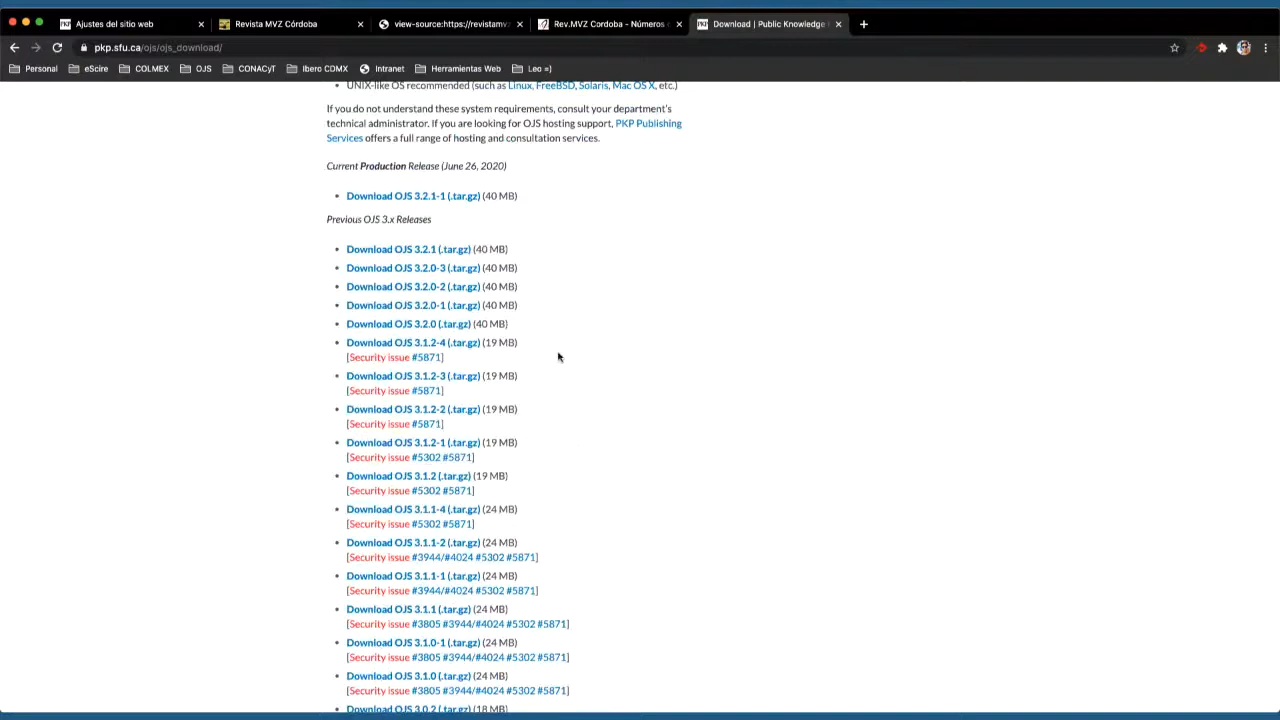 Ajustes del sitio web
Revista MVZ Córdoba
view-source:https://revistamv
Rev.MVZ Cordoba - Números
Download | Public Knowledge
pkp.sfu.ca/ojs/ojs_download/
Personal
eScire
COLMEX
OJS
CONACyT
Ibero CDMX
Intranet
Herramientas Web
Leo =)
• UNIX-like OS recommended (such as Linux, FreeBSD, Solaris, Mac OS X, etc.)
If you do not understand these system requirements, consult your department's
technical administrator. If you are looking for OJS hosting support, PKP Publishing
Services offers a full range of hosting and consultation services.
Current Production Release (June 26, 2020)
• Download OJS 3.2.1-1 (.tar.gz) (40 MB)
Previous OJS 3.x Releases
• Download OJS 3.2.1 (.tar.gz) (40 MB)
• Download OJS 3.2.0-3 (.tar.gz) (40 MB)
• Download OJS 3.2.0-2 (.tar.gz) (40 MB)
• Download OJS 3.2.0-1 (.tar.gz) (40 MB)
• Download OJS 3.2.0 (.tar.gz) (40 MB)
• Download OJS 3.1.2-4 (.tar.gz) (19 MB)
[Security issue #5871]
• Download OJS 3.1.2-3 (.tar.gz) (19 MB)
[Security issue #5871]
• Download OJS 3.1.2-2 (.tar.gz) (19 MB)
[Security issue #5871]
• Download OJS 3.1.2-1 (.tar.gz) (19 MB)
[Security issue #5302 #5871]
• Download OJS 3.1.2 (.tar.gz) (19 MB)
[Security issue #5302 #5871]
• Download OJS 3.1.1-4 (.tar.gz) (24 MB)
[Security issue #5302 #5871]
• Download OJS 3.1.1-2 (.tar.gz) (24 MB)
[Security issue #3944/#4024 #5302 #5871]
• Download OJS 3.1.1-1 (.tar.gz) (24 MB)
[Security issue #3944/#4024 #5302 #5871]
• Download OJS 3.1.1 (.tar.gz) (24 MB)
[Security issue #3805 #3944/#4024 #5302 #5871]
• Download OJS 3.1.0-1 (.tar.gz) (24 MB)
[Security issue #3805 #3944/#4024 #5302 #5871]
• Download OJS 3.1.0 (.tar.gz) (24 MB)
[Security issue #3805 #3944/#4024 #5302 #5871]
• Download OJS 3.0.2 (.tar.gz) (18 MB)